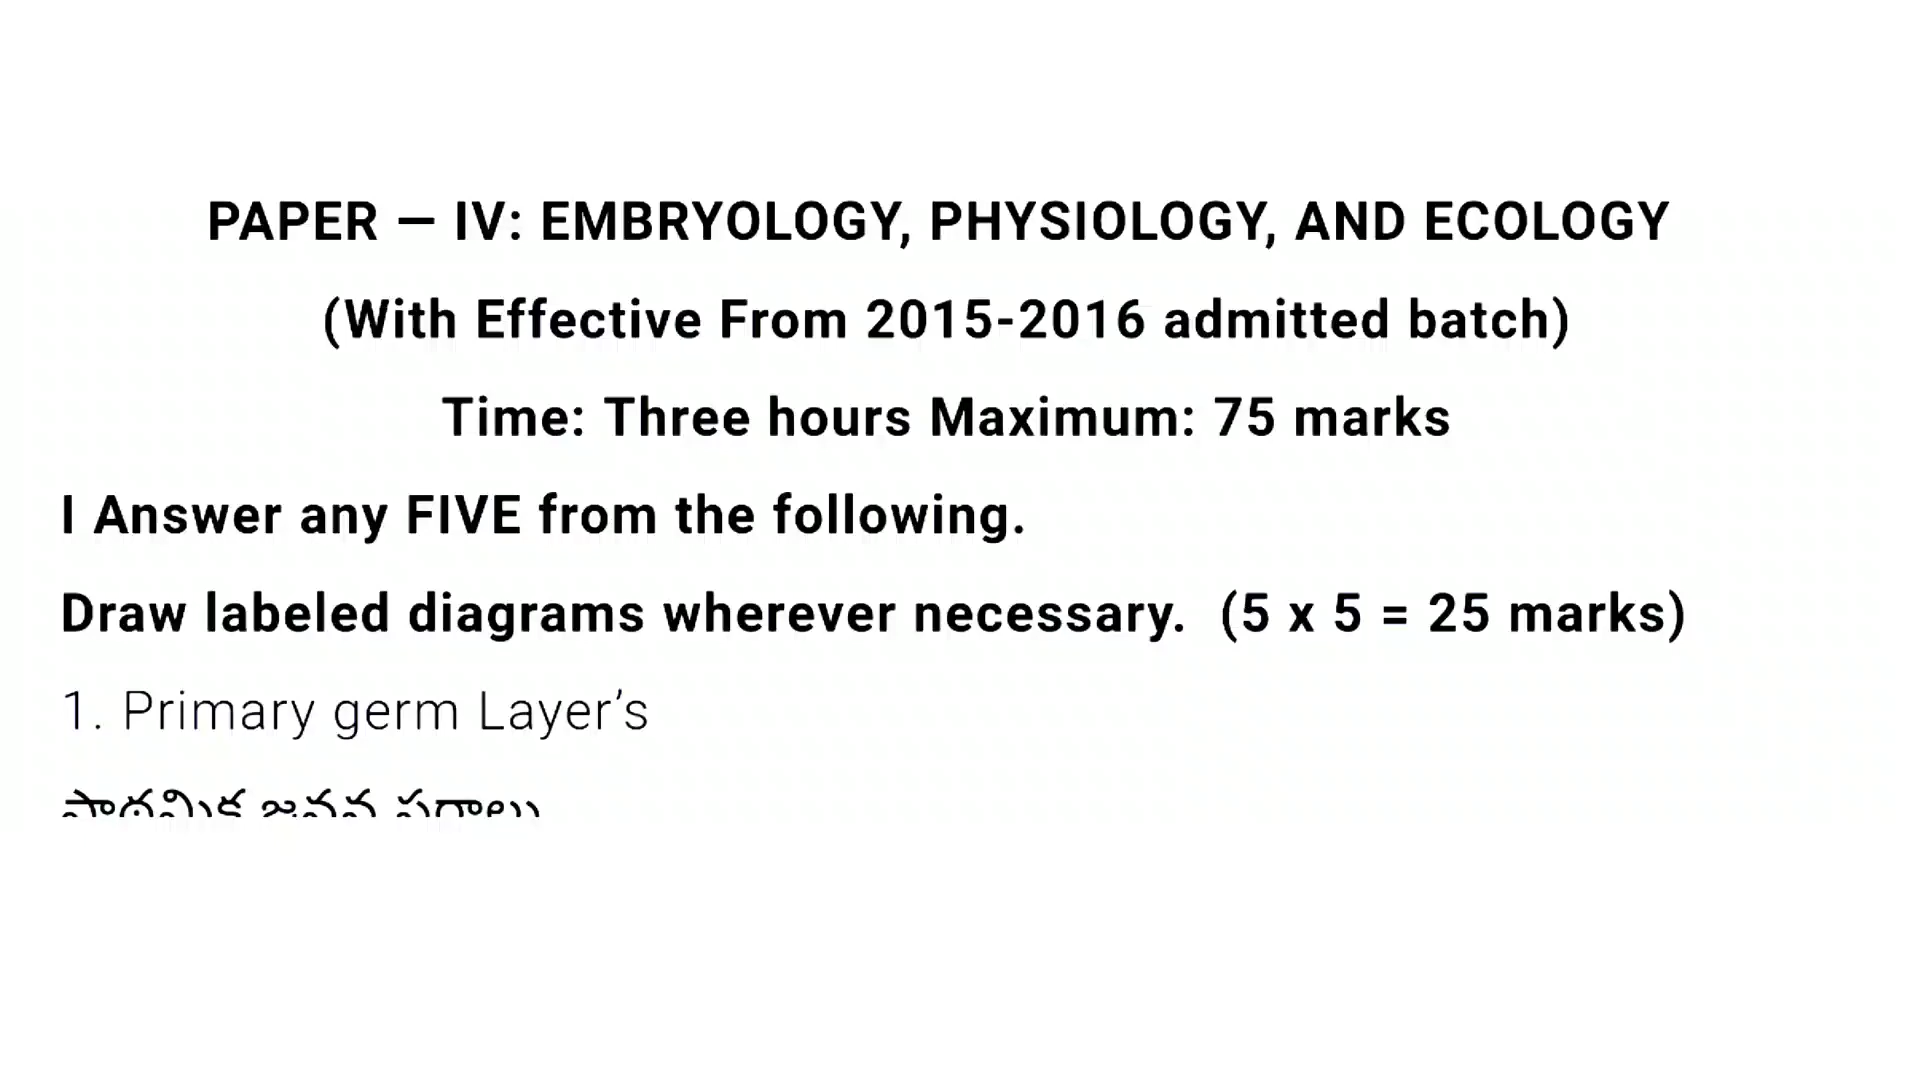 PAPER — IV: EMBRYOLOGY, PHYSIOLOGY, AND ECOLOGY
(With Effective From 2015-2016 admitted batch)
Time: Three hours Maximum: 75 marks
I Answer any FIVE from the following.
Draw labeled diagrams wherever necessary. (5 x 5 = 25 marks)
1. Primary germ Layer’s